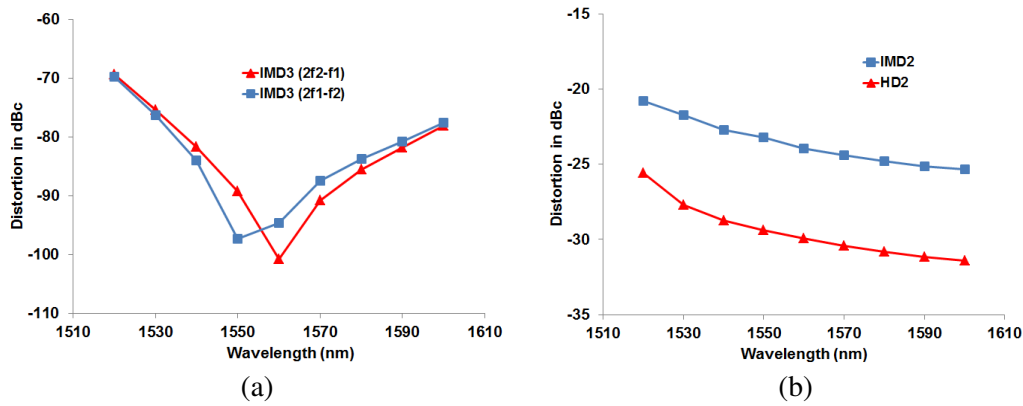 -60
-70
-80
-90
-100
-110
Distortion in dBc
IMD3 (2f2-f1)
IMD3 (2f1-f2)
1510 1530 1550 1570 1590 1610
Wavelength (nm)
(a)
-15
-20
-25
-30
-35
Distortion in dBc
IMD2
HD2
1510 1530 1550 1570 1590 1610
Wavelength (nm)
(b)